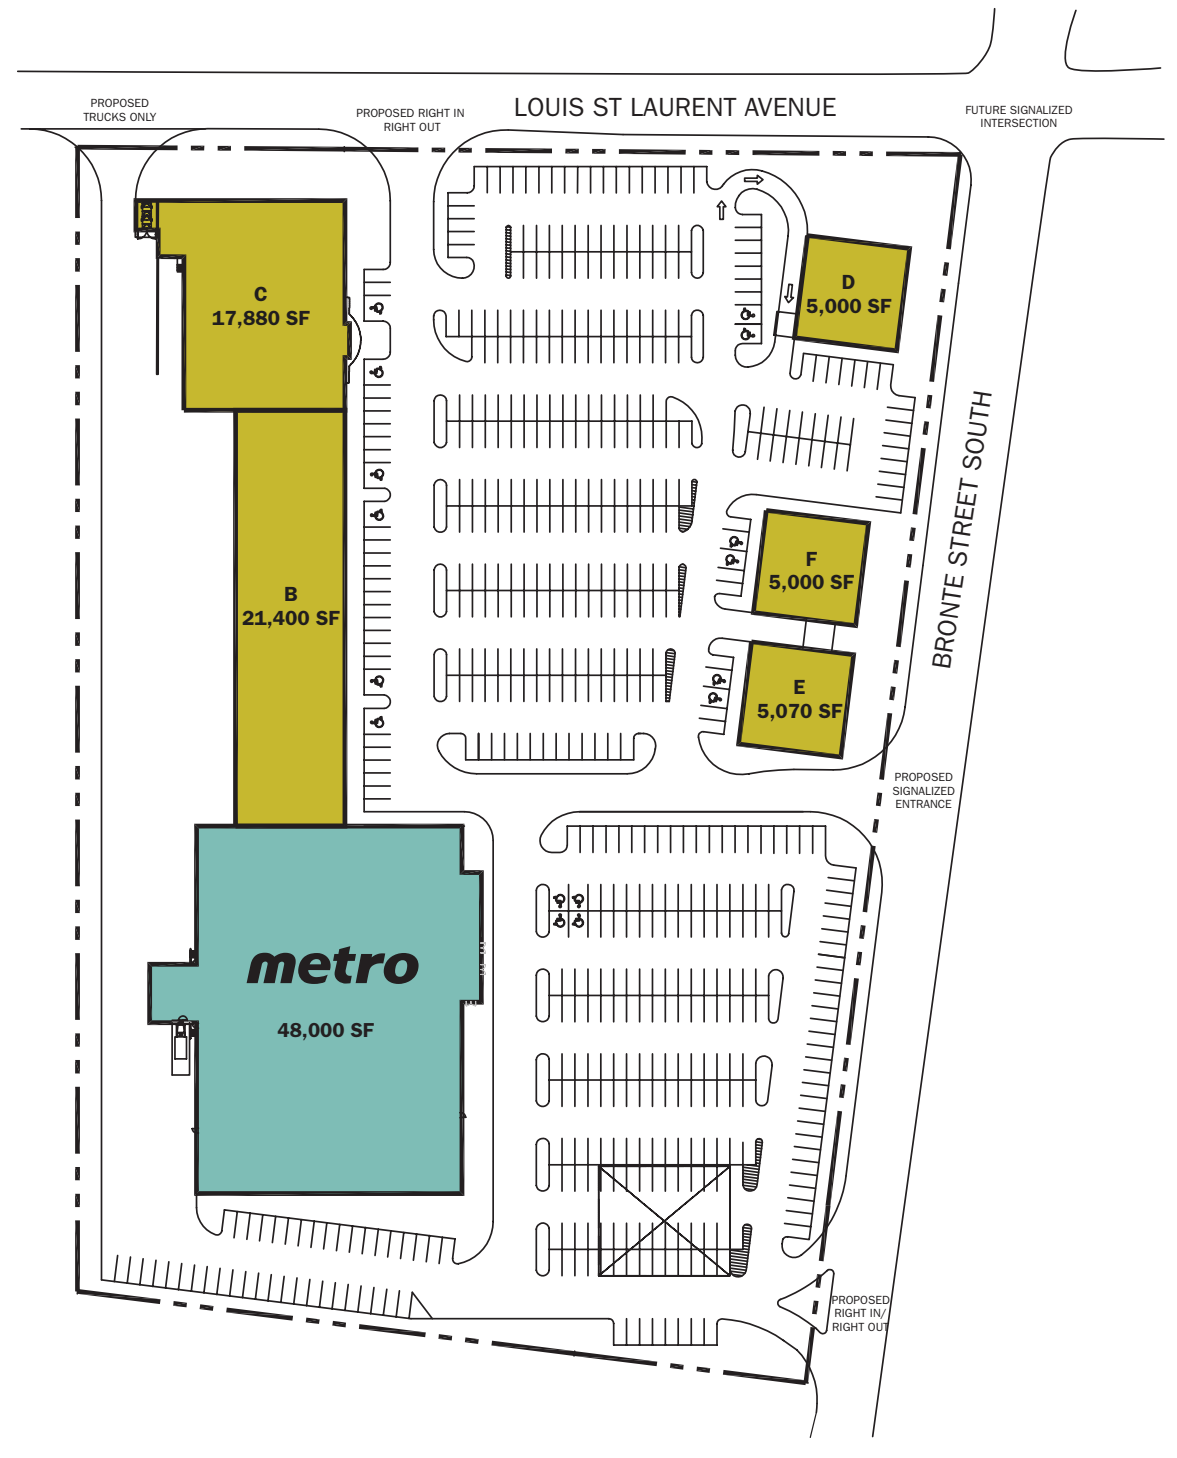 LOUIS ST LAURENT AVENUE
PROPOSED
TRUCKS ONLY
PROPOSED RIGHT IN
RIGHT OUT
FUTURE SIGNALIZED
INTERSECTION
C
17,880 SF
D
5,000 SF
BRONTE STREET SOUTH
F
5,000 SF
B
21,400 SF
E
5,070 SF
PROPOSED
SIGNALIZED
ENTRANCE
metro
48,000 SF
PROPOSED
RIGHT IN/
RIGHT OUT